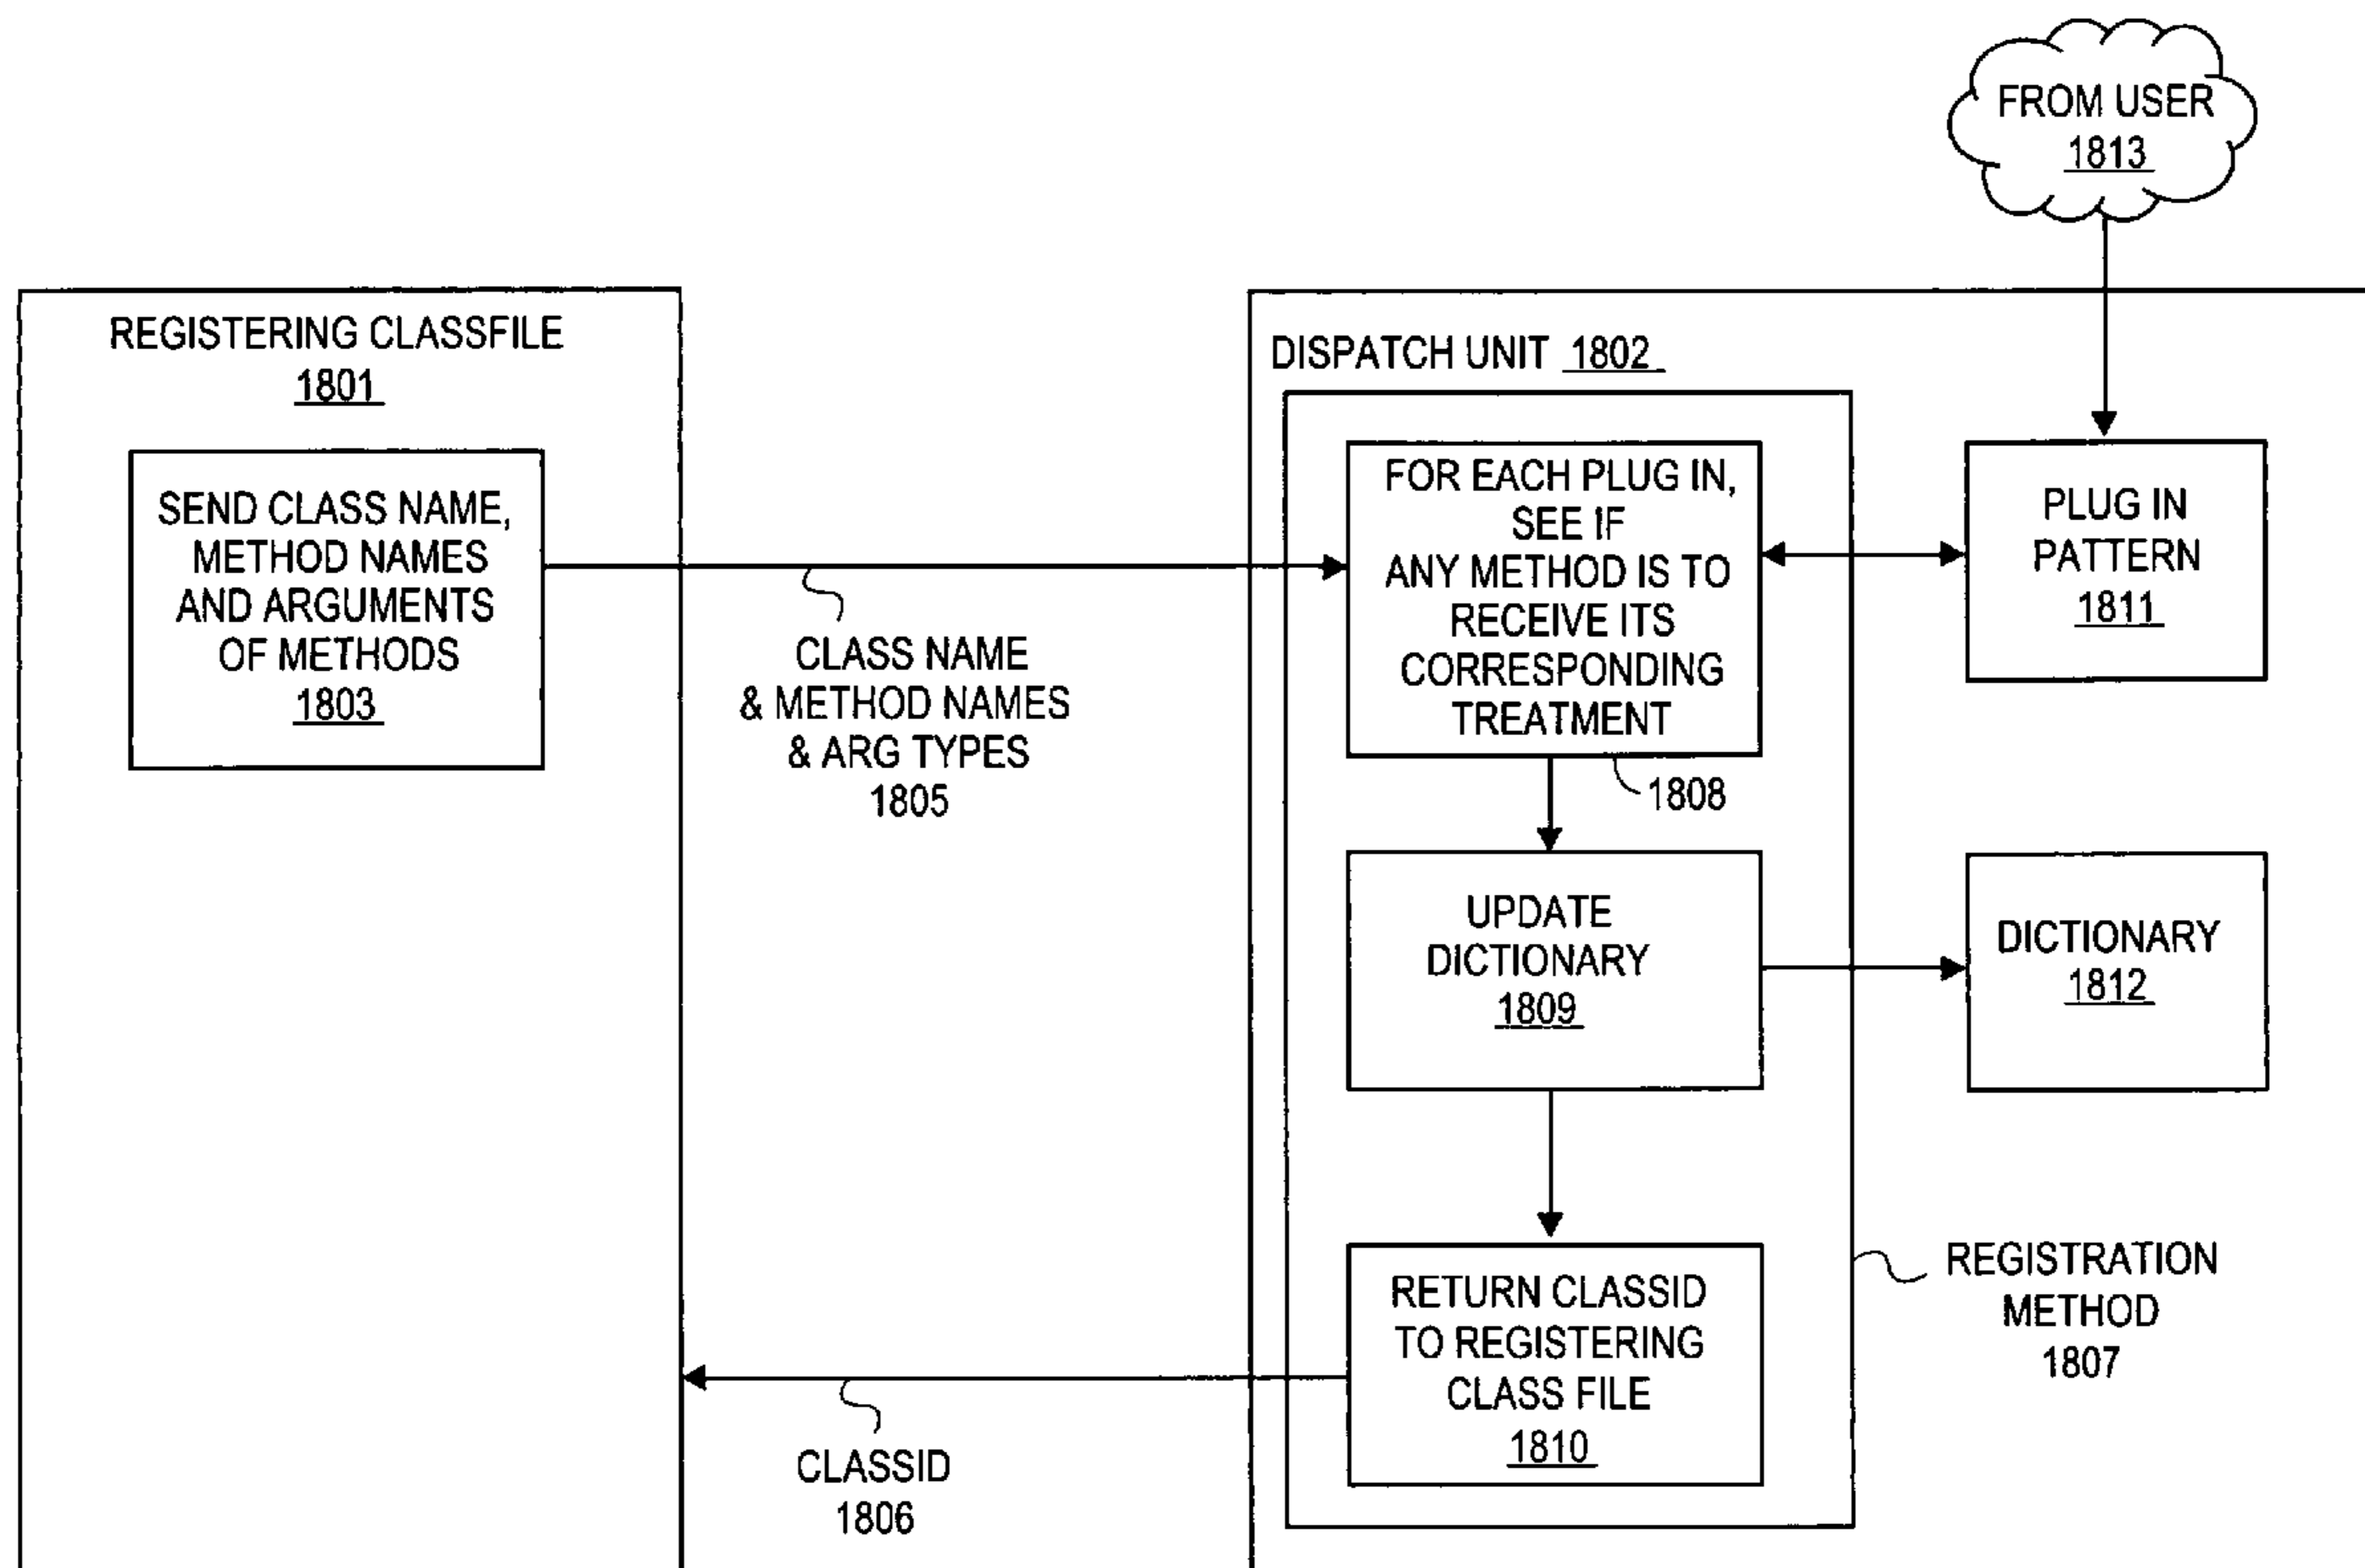 FROM USER
1813
REGISTERING CLASSFILE
1801
SEND CLASS NAME,
METHOD NAMES
AND ARGUMENTS
OF METHODS
1803
CLASS NAME
& METHOD NAMES
& ARG TYPES
1805
DISPATCH UNIT 1802
FOR EACH PLUG IN,
SEE IF
ANY METHOD IS TO
RECEIVE ITS
CORRESPONDING
TREATMENT
1808
PLUG IN
PATTERN
1811
UPDATE
DICTIONARY
1809
DICTIONARY
1812
RETURN CLASSID
TO REGISTERING
CLASS FILE
1810
REGISTRATION
METHOD
1807
CLASSID
1806